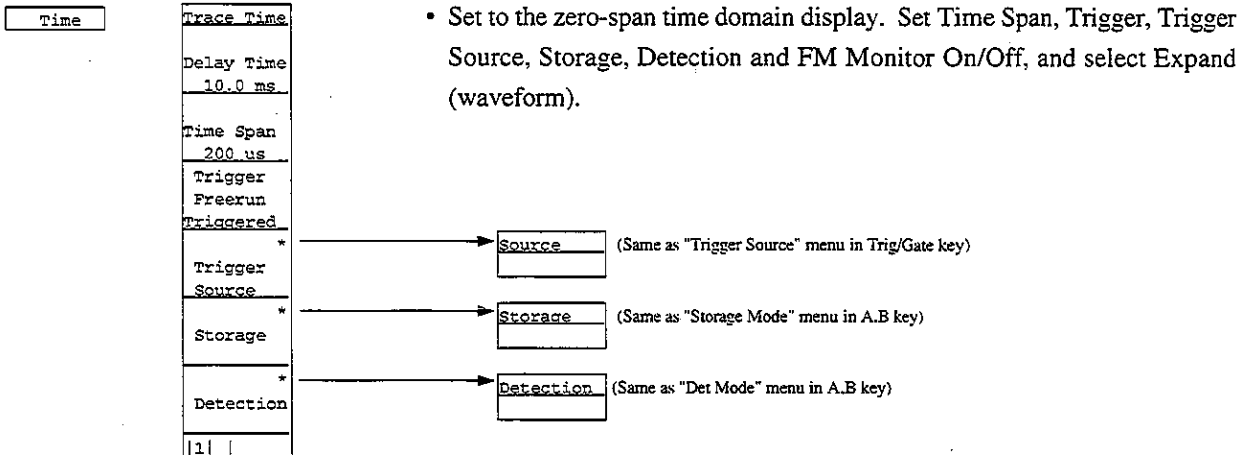 Time
• Set to the zero-span time domain display. Set Time Span, Trigger, Trigger
Source, Storage, Detection and FM Monitor On/Off, and select Expand
(waveform).
Trace Time
Delay Time
10.0 ms
Time Span
200 us
Trigger
Freerun
Triggered
*
Trigger
Source
Source
(Same as "Trigger Source" menu in Trig/Gate key)
*
Storage
Storage
(Same as "Storage Mode" menu in A.B key)
*
Detection
Detection
(Same as "Det Mode" menu in A.B key)
|1| |